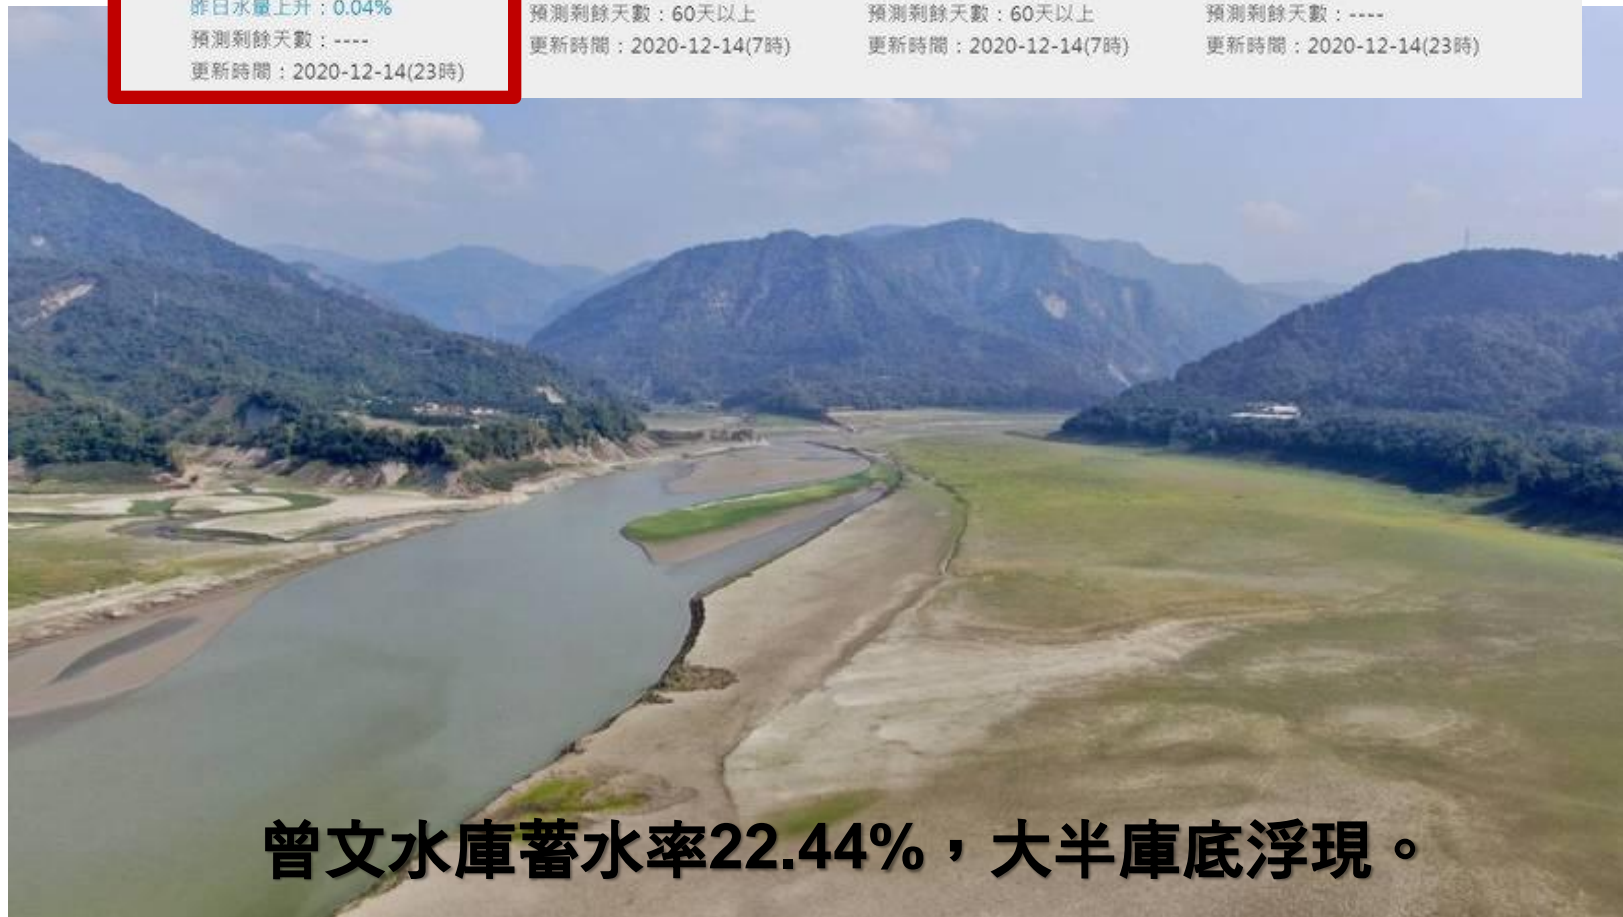 昨日水量上升：0.04%
預測剩餘天數：----
更新時間：2020-12-14(23時)
預測剩餘天數：60天以上
更新時間：2020-12-14(7時)
預測剩餘天數：60天以上
更新時間：2020-12-14(7時)
預測剩餘天數：----
更新時間：2020-12-14(23時)
曾文水庫蓄水率22.44%，大半庫底浮現。